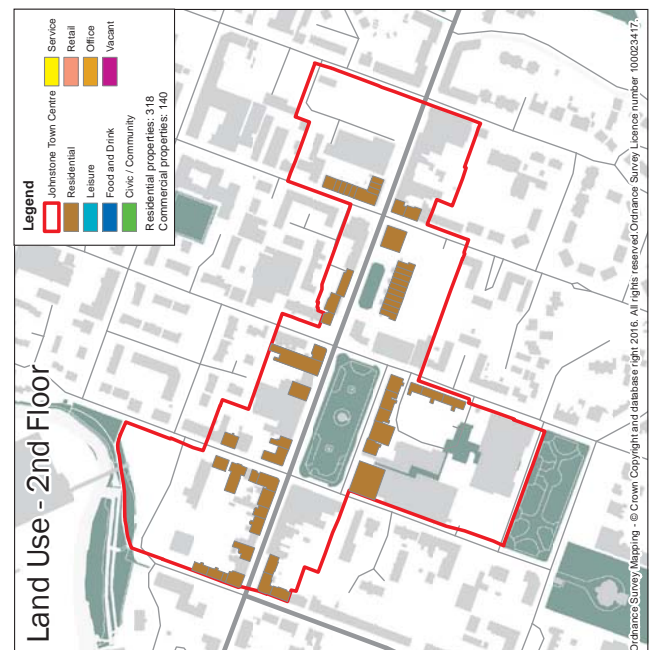 Land Use - 2nd Floor
Legend
Johnstone Town Centre
Residential
Leisure
Food and Drink
Civic / Community
Service
Retail
Office
Vacant
Residential properties: 318
Commercial properties: 140
Ordnance Survey Mapping - © Crown Copyright and database right 2016. All rights reserved.Ordnance Survey Licence number 100023417.